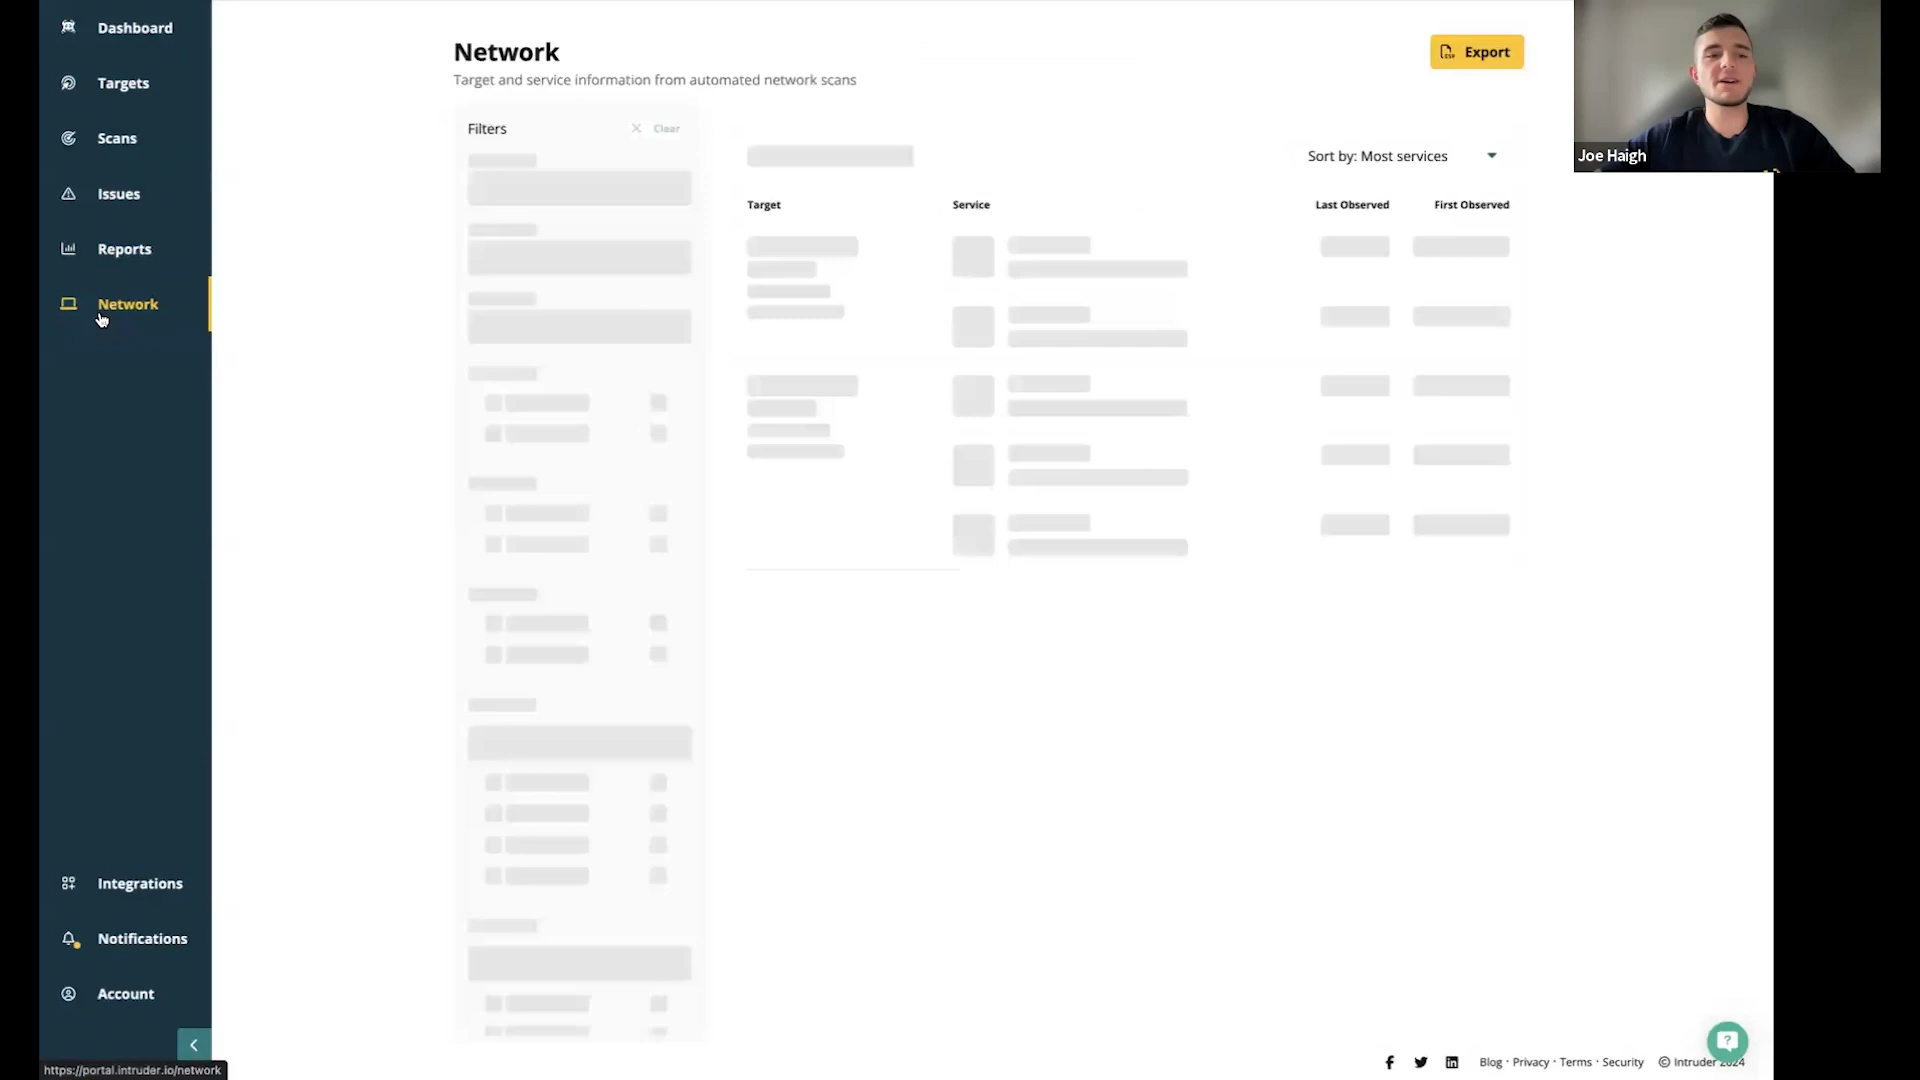 Dashboard
Targets
Scans
Issues
Reports
Network
Integrations
Notifications
Account
https://portal.intruder.io/network
Network
Target and service information from automated network scans
Export
Filters
Clear
Sort by: Most services
Target Service Last Observed First Observed
Joe Haigh
Blog · Privacy · Terms · Security © Intruder 2024